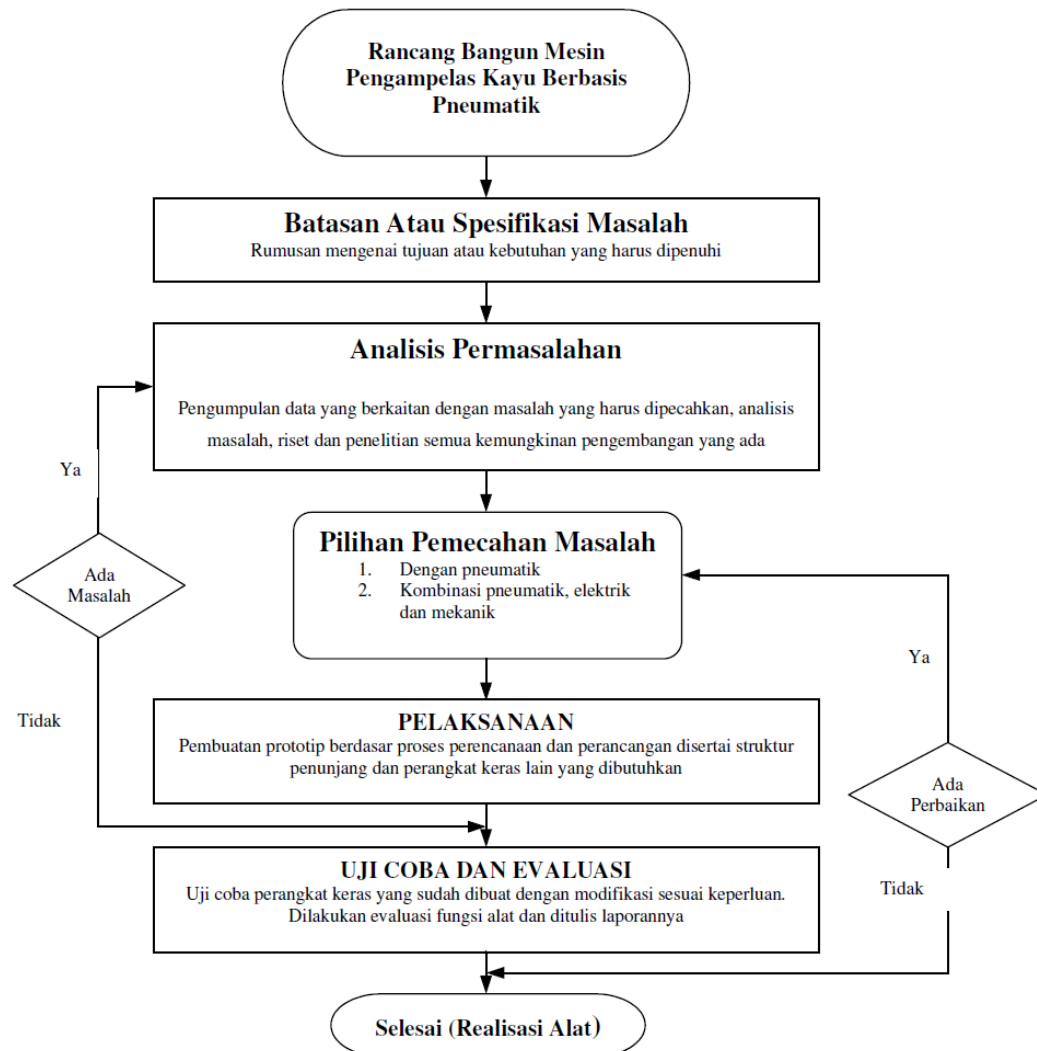 Rancang Bangun Mesin
Pengampelas Kayu Berbasis
Pneumatik
Batasan Atau Spesifikasi Masalah
Rumusan mengenai tujuan atau kebutuhan yang harus dipenuhi
Analisis Permasalahan
Pengumpulan data yang berkaitan dengan masalah yang harus dipecahkan, analisis
masalah, riset dan penelitian semua kemungkinan pengembangan yang ada
Ya
Ada
Masalah
Tidak
Pilihan Pemecahan Masalah
1. Dengan pneumatik
2. Kombinasi pneumatik, elektrik
dan mekanik
Ya
PELAKSANAAN
Pembuatan prototip berdasar proses perencanaan dan perancangan disertai struktur
penunjang dan perangkat keras lain yang dibutuhkan
Ada
Perbaikan
Tidak
UJI COBA DAN EVALUASI
Uji coba perangkat keras yang sudah dibuat dengan modifikasi sesuai keperluan.
Dilakukan evaluasi fungsi alat dan ditulis laporannya
Selesai (Realisasi Alat)